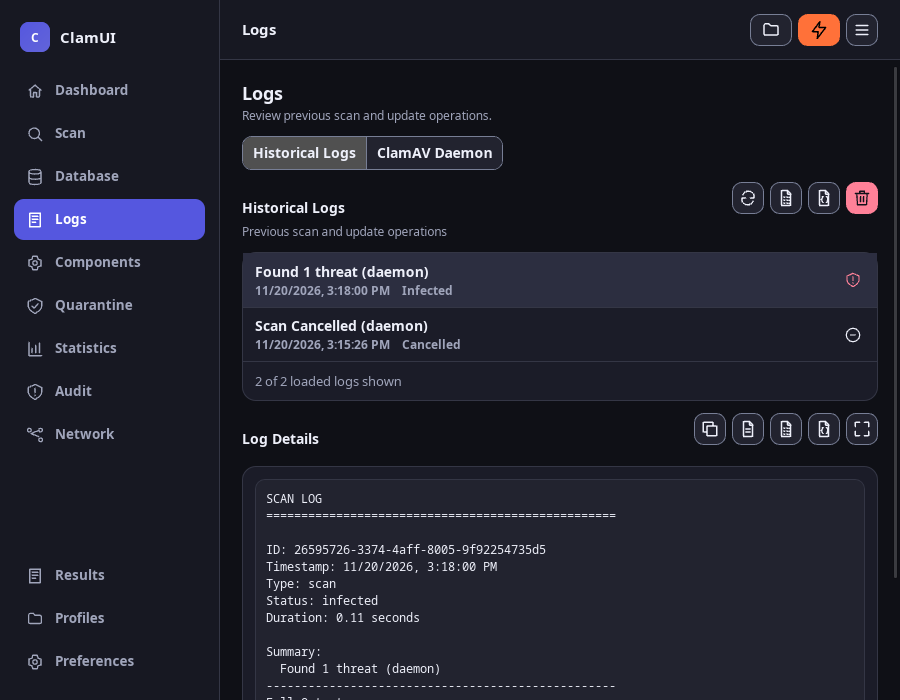 C ClamUI
Dashboard
Scan
Database
Logs
Components
Quarantine
Statistics
Audit
Network
Results
Profiles
Preferences
Logs
Logs
Review previous scan and update operations.
Historical Logs ClamAV Daemon
Historical Logs
Previous scan and update operations
Found 1 threat (daemon)
11/20/2026, 3:18:00 PM Infected
Scan Cancelled (daemon)
11/20/2026, 3:15:26 PM Cancelled
2 of 2 loaded logs shown
Log Details
SCAN LOG
==================================================
ID: 26595726-3374-4aff-8005-9f92254735d5
Timestamp: 11/20/2026, 3:18:00 PM
Type: scan
Status: infected
Duration: 0.11 seconds
Summary:
Found 1 threat (daemon)
--------------------------------------------------